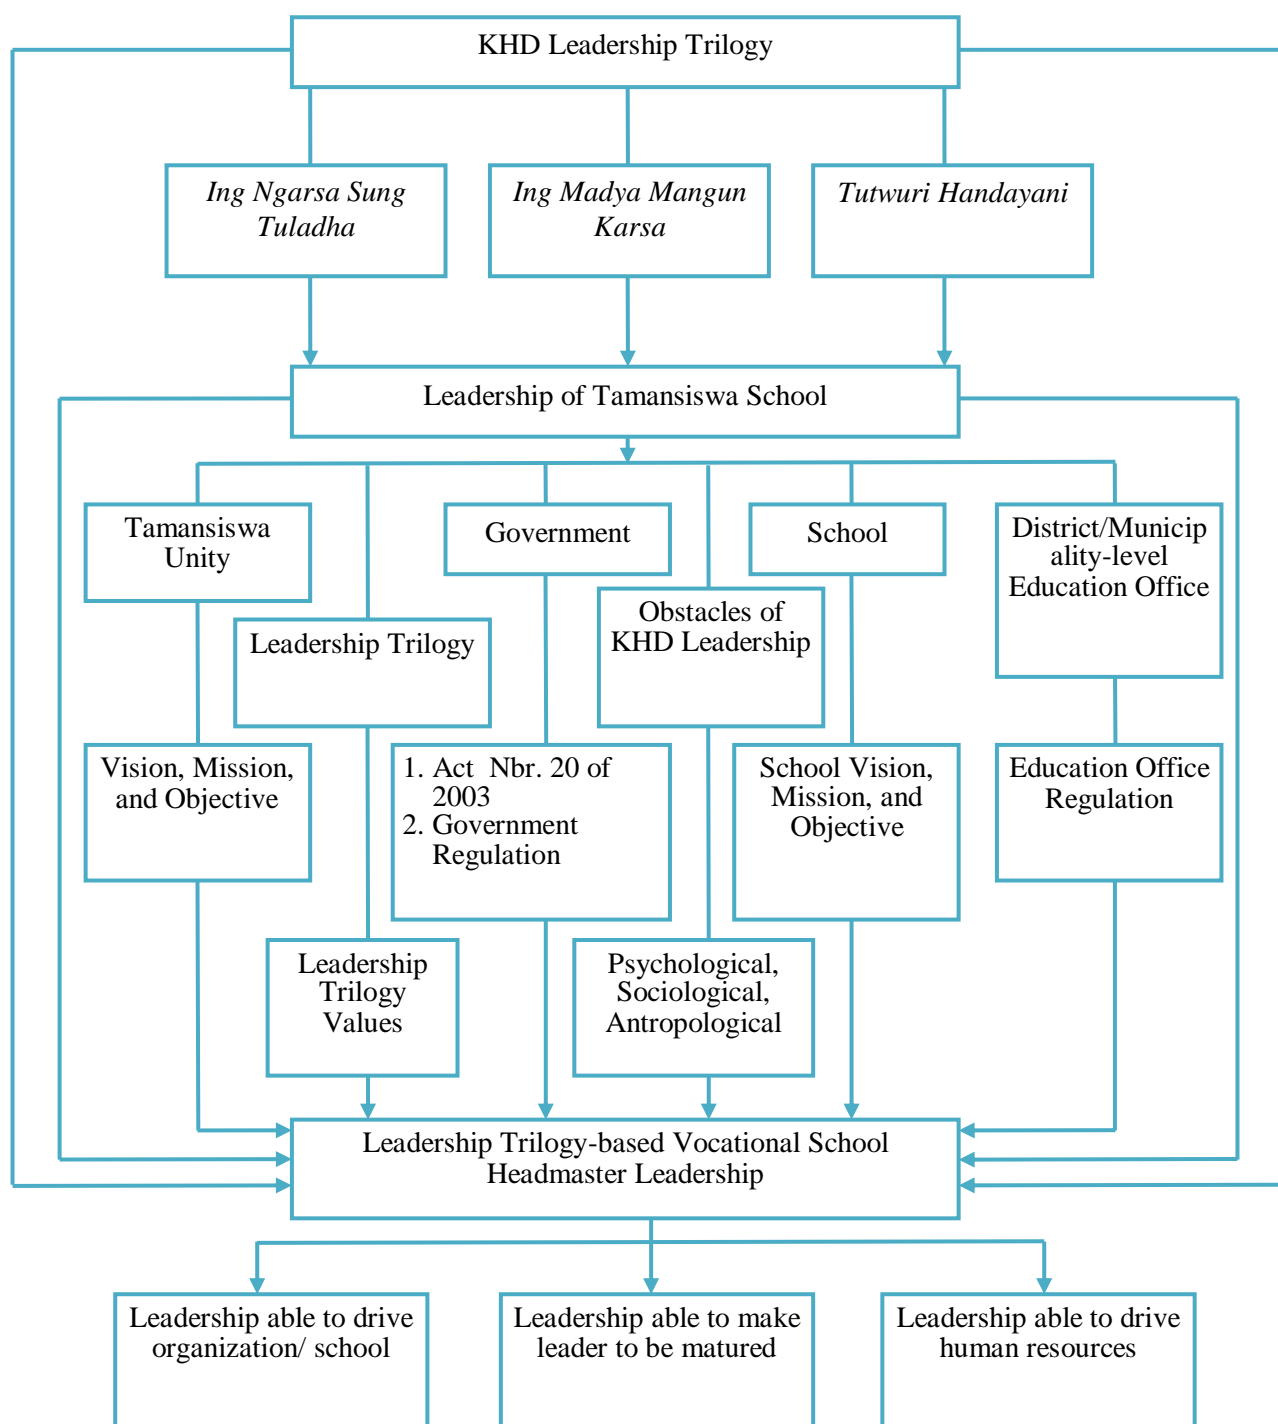 KHD Leadership Trilogy
Ing Ngarsa Sung
Tuladha
Ing Madya Mangun
Karsa
Tutwuri Handayani
Leadership of Tamansiswa School
Tamansiswa
Unity
Government
School
District/Municip
ality-level
Education Office
Leadership Trilogy
Obstacles of
KHD Leadership
Vision, Mission,
and Objective
1. Act Nbr. 20 of
2003
2. Government
Regulation
School Vision,
Mission, and
Objective
Education Office
Regulation
Leadership
Trilogy
Values
Psychological,
Sociological,
Antropological
Leadership Trilogy-based Vocational School
Headmaster Leadership
Leadership able to drive
organization/ school
Leadership able to make
leader to be matured
Leadership able to drive
human resources